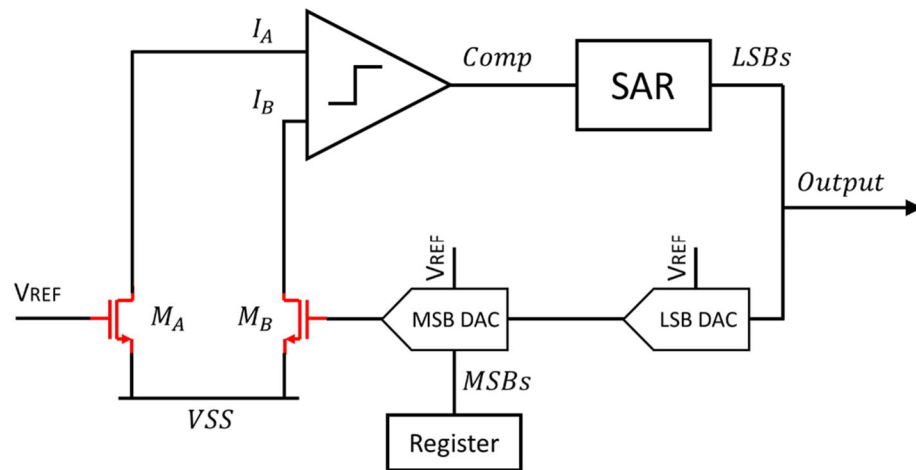 I_A
Comp
SAR
LSBs
I_B
Output
VREF
VREF
VREF
M_A
M_B
MSB DAC
LSB DAC
MSBs
VSS
Register